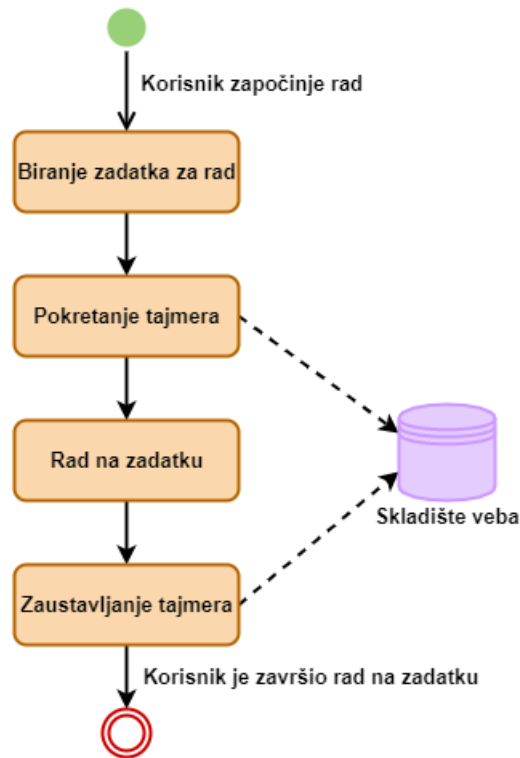 Korisnik započinje rad
Biranje zadatka za rad
Pokretanje tajmera
Rad na zadatku
Skladište veba
Zaustavljanje tajmera
Korisnik je završio rad na zadatku